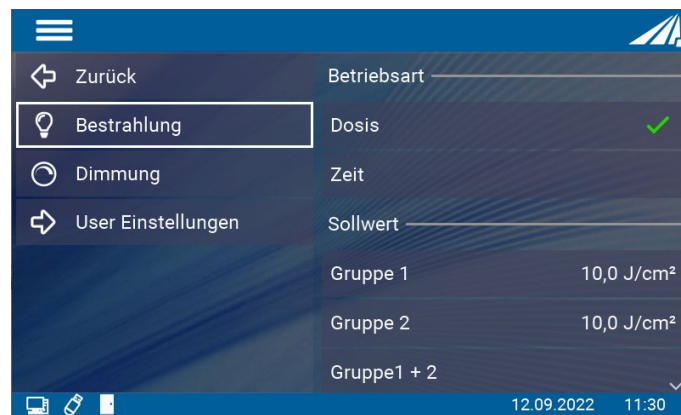 Zurück
Bestrahlung
Dimmung
User Einstellungen
Betriebsart
Dosis
Zeit
Sollwert
Gruppe 1 10,0 J/cm²
Gruppe 2 10,0 J/cm²
Gruppe1 + 2
12.09.2022 11:30